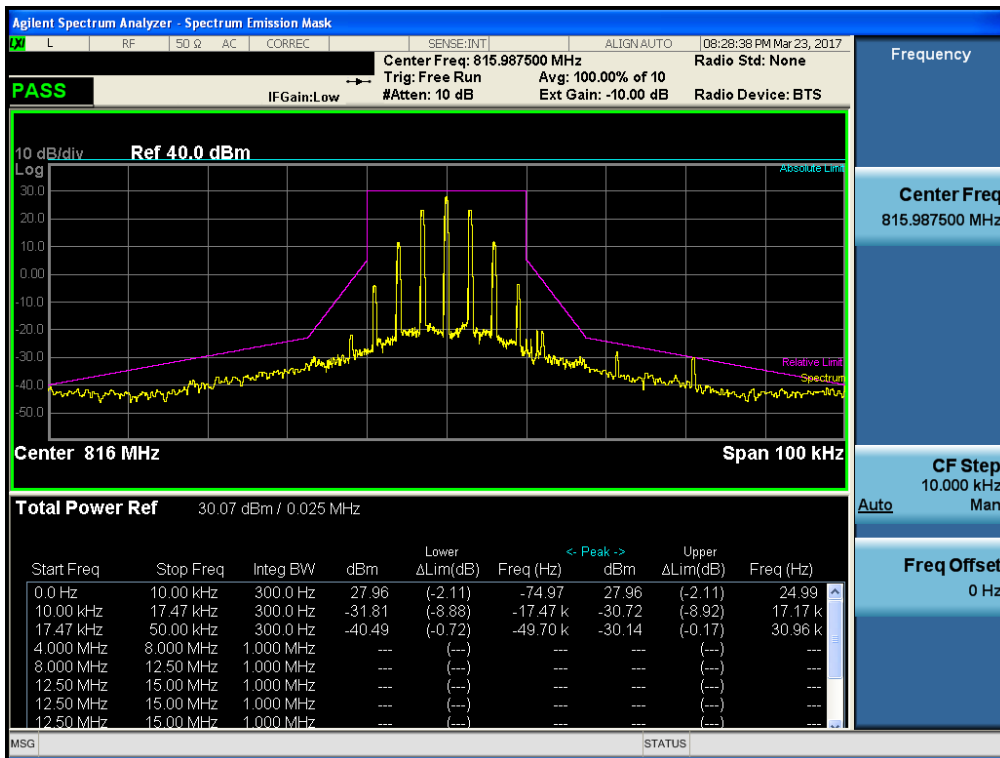 Agilent Spectrum Analyzer - Spectrum Emission Mask
LXI L RF 50 Ω AC CORREC SENSE:INT ALIGN AUTO 08:28:38 PM Mar 23, 2017
Center Freq: 815.987500 MHz Radio Std: None
Trig: Free Run Avg: 100.00% of 10
PASS IFGain:Low #Atten: 10 dB Ext Gain: -10.00 dB Radio Device: BTS
10 dB/div Ref 40.0 dBm
Log
Absolute Limit
30.0
20.0
10.0
0.00
-10.0
-20.0
-30.0
Relative Limit
Spectrum
-40.0
-50.0
Center 816 MHz Span 100 kHz
Total Power Ref 30.07 dBm / 0.025 MHz
Lower <- Peak -> Upper
Start Freq Stop Freq Integ BW dBm ΔLim(dB) Freq (Hz) dBm ΔLim(dB) Freq (Hz)
0.0 Hz 10.00 kHz 300.0 Hz 27.96 (-2.11) -74.97 27.96 (-2.11) 24.99
10.00 kHz 17.47 kHz 300.0 Hz -31.81 (-8.88) -17.47 k -30.72 (-8.92) 17.17 k
17.47 kHz 50.00 kHz 300.0 Hz -40.49 (-0.72) -49.70 k -30.14 (-0.17) 30.96 k
4.000 MHz 8.000 MHz 1.000 MHz --- (---) --- --- (---) ---
8.000 MHz 12.50 MHz 1.000 MHz --- (---) --- --- (---) ---
12.50 MHz 15.00 MHz 1.000 MHz --- (---) --- --- (---) ---
12.50 MHz 15.00 MHz 1.000 MHz --- (---) --- --- (---) ---
12.50 MHz 15.00 MHz 1.000 MHz --- (---) --- --- (---) ---
MSG STATUS
Frequency
Center Freq
815.987500 MHz
CF Step
10.000 kHz
Auto Man
Freq Offset
0 Hz